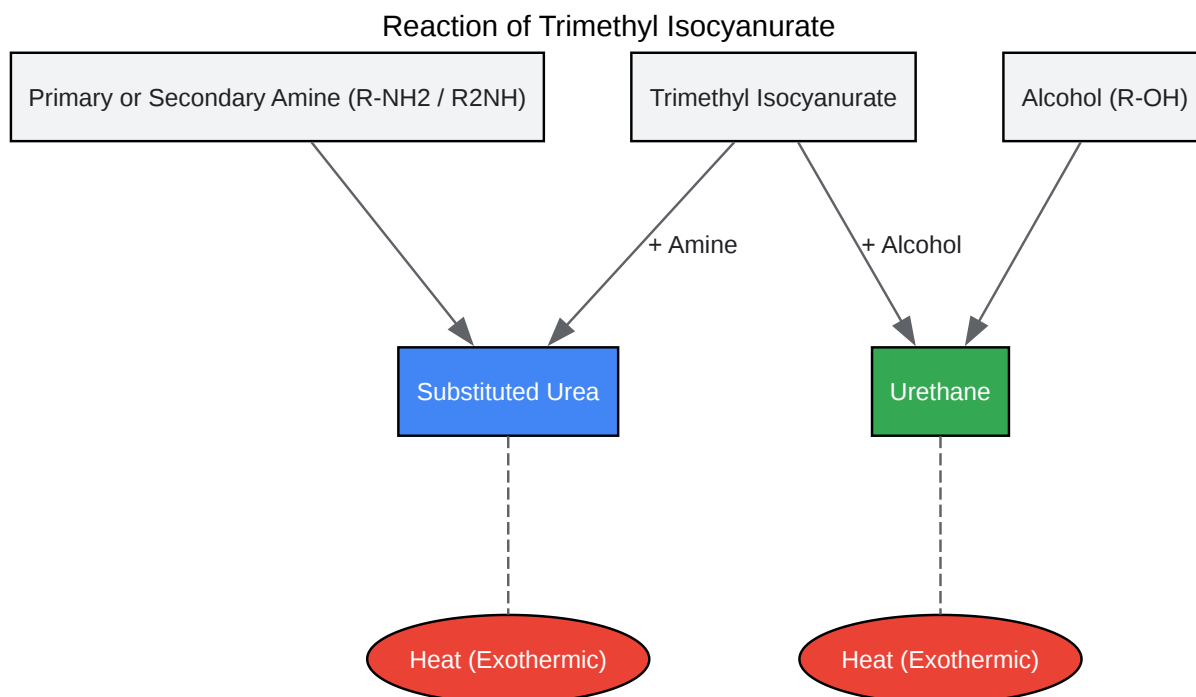 Reaction of Trimethyl Isocyanurate
Primary or Secondary Amine (R-NH2 / R2NH)
Trimethyl Isocyanurate
Alcohol (R-OH)
+ Amine
+ Alcohol
Substituted Urea
Urethane
Heat (Exothermic)
Heat (Exothermic)